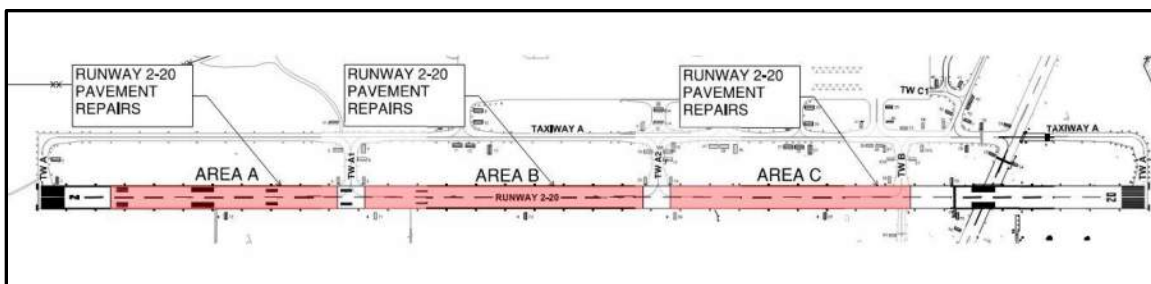 RUNWAY 2-20
PAVEMENT
REPAIRS
RUNWAY 2-20
PAVEMENT
REPAIRS
RUNWAY 2-20
PAVEMENT
REPAIRS
TW C1
TAXIWAY A
TAXIWAY A
TW A
TW A1
TW A2
TW B
TW A
AREA A
AREA B
AREA C
2
RUNWAY 2-20
20